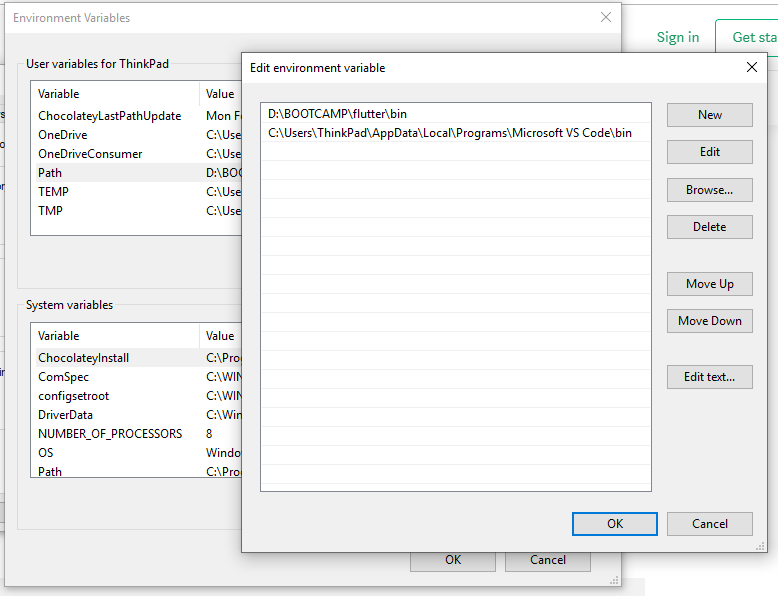 Environment Variables
Sign in
Get sta
User variables for ThinkPad
Variable Value
ChocolateyLastPathUpdate Mon F
OneDrive C:\Use
OneDriveConsumer C:\Use
Path D:\BOO
TEMP C:\Use
TMP C:\Use
System variables
Variable Value
ChocolateyInstall C:\Pro
ComSpec C:\WIN
configsetroot C:\WIN
DriverData C:\Win
NUMBER_OF_PROCESSORS 8
OS Windo
Path C:\Pro
OK
Cancel
Edit environment variable
D:\BOOTCAMP\flutter\bin
C:\Users\ThinkPad\AppData\Local\Programs\Microsoft VS Code\bin
New
Edit
Browse...
Delete
Move Up
Move Down
Edit text...
OK
Cancel